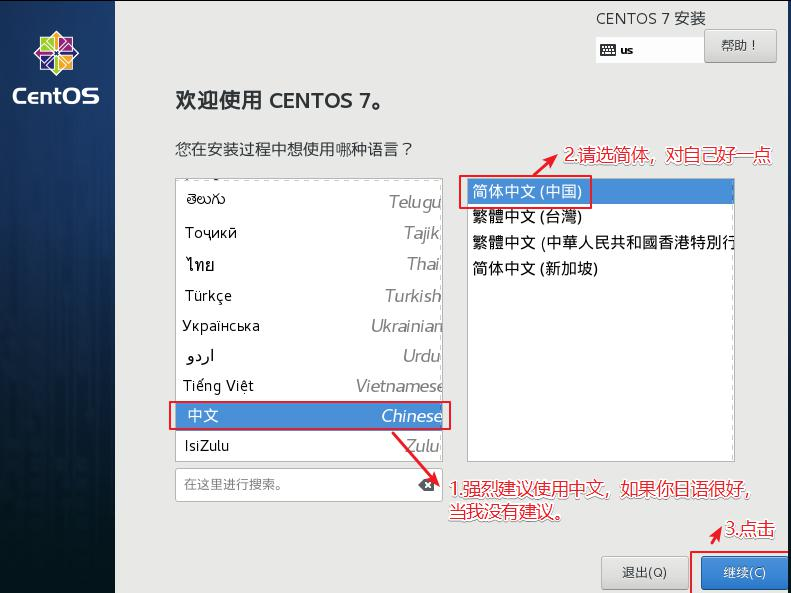 CENTOS 7 安装
us
帮助！
CentOS
欢迎使用 CENTOS 7。
您在安装过程中想使用哪种语言？
2.请选简体，对自己好一点
తెలుగు Telugu
Тоҷикӣ Tajik
ไทย Thai
Türkçe Turkish
Українська Ukrainian
اردو Urdu
Tiếng Việt Vietnamese
中文 Chinese
IsiZulu Zulu
在这里进行搜索。
简体中文 (中国)
繁體中文 (台灣)
繁體中文 (中華人民共和國香港特別行
简体中文 (新加坡)
1.强烈建议使用中文，如果你日语很好，
当我没有建议。
3.点击
退出(Q)
继续(C)